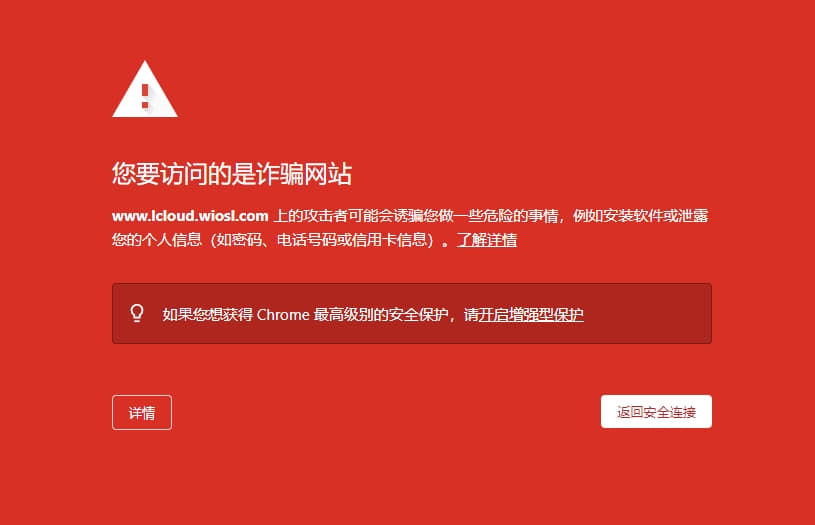 您要访问的是诈骗网站
www.lcloud.wiosl.com 上的攻击者可能会诱骗您做一些危险的事情，例如安装软件或泄露
您的个人信息（如密码、电话号码或信用卡信息）。了解详情
如果您想获得 Chrome 最高级别的安全保护，请开启增强型保护
详情
返回安全连接